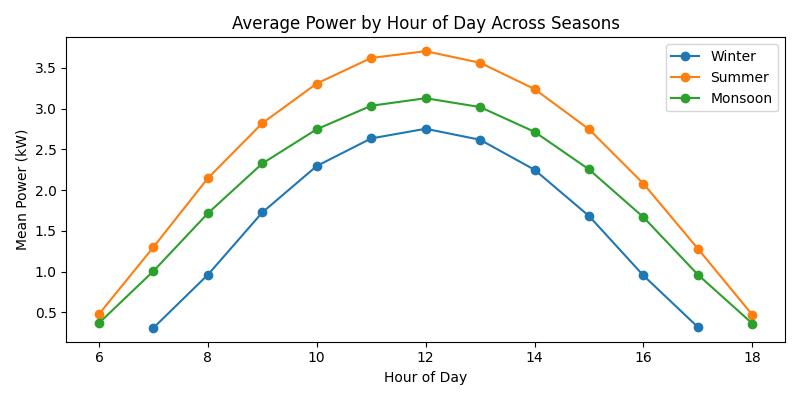 Average Power by Hour of Day Across Seasons
Winter
Summer
Monsoon
Mean Power (kW)
3.5
3.0
2.5
2.0
1.5
1.0
0.5
6 8 10 12 14 16 18
Hour of Day